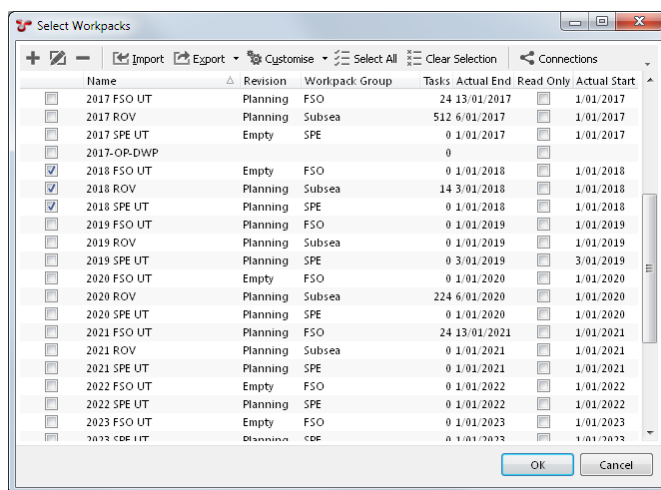 Select Workpacks
Import Export Customise Select All Clear Selection Connections
Name Revision Workpack Group Tasks Actual End Read Only Actual Start
2017 FSO UT Planning FSO 24 13/01/2017 1/01/2017
2017 ROV Planning Subsea 512 6/01/2017 1/01/2017
2017 SPE UT Empty SPE 0 1/01/2017 1/01/2017
2017-OP-DWP 0
2018 FSO UT Empty FSO 0 1/01/2018 1/01/2018
2018 ROV Planning Subsea 14 3/01/2018 1/01/2018
2018 SPE UT Planning SPE 0 1/01/2018 1/01/2018
2019 FSO UT Planning FSO 0 1/01/2019 1/01/2019
2019 ROV Planning Subsea 0 1/01/2019 1/01/2019
2019 SPE UT Planning SPE 0 3/01/2019 3/01/2019
2020 FSO UT Empty FSO 0 1/01/2020 1/01/2020
2020 ROV Planning Subsea 224 6/01/2020 1/01/2020
2020 SPE UT Planning SPE 0 1/01/2020 1/01/2020
2021 FSO UT Planning FSO 24 13/01/2021 1/01/2021
2021 ROV Planning Subsea 0 1/01/2021 1/01/2021
2021 SPE UT Planning SPE 0 1/01/2021 1/01/2021
2022 FSO UT Empty FSO 0 1/01/2022 1/01/2022
2022 SPE UT Planning SPE 0 1/01/2022 1/01/2022
2023 FSO UT Empty FSO 0 1/01/2023 1/01/2023
2023 SPE UT Planning SPE 0 1/01/2023 1/01/2023
OK Cancel